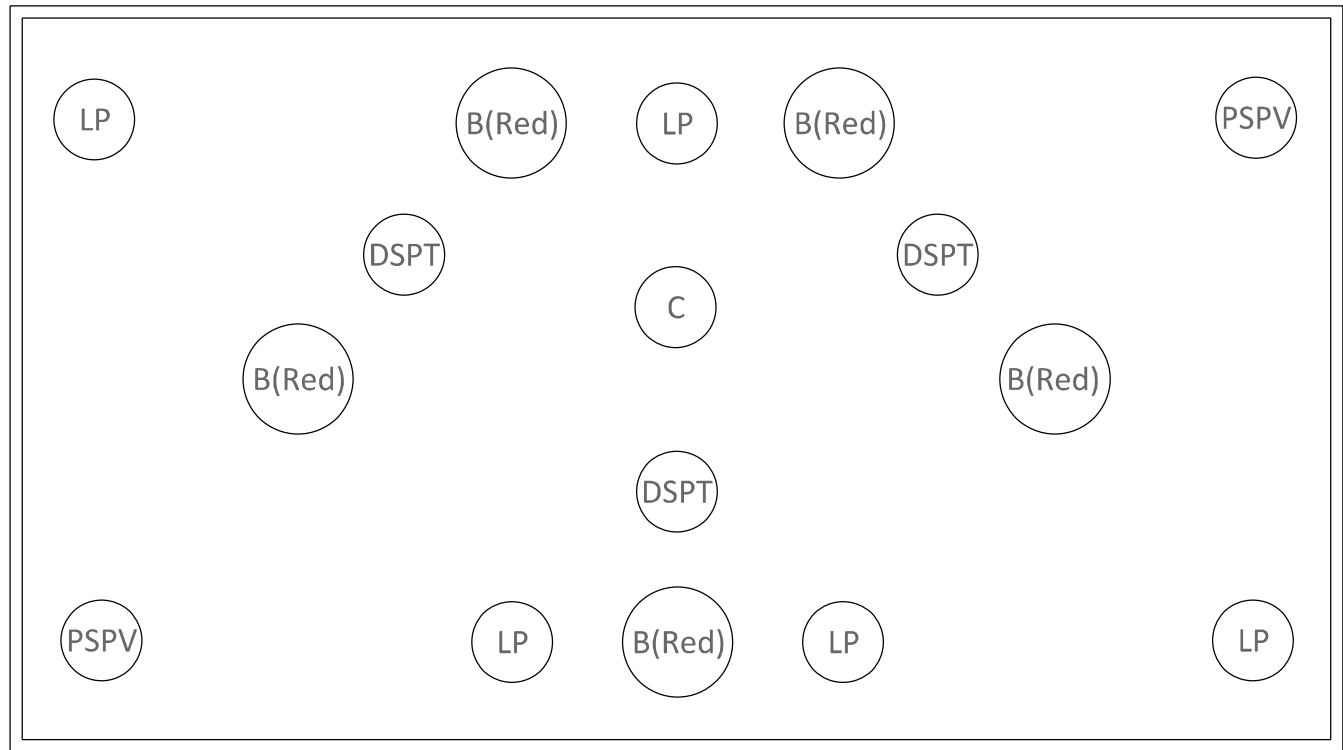 LP
B(Red)
LP
B(Red)
PSPV
DSPT
DSPT
C
B(Red)
B(Red)
DSPT
PSPV
LP
B(Red)
LP
LP